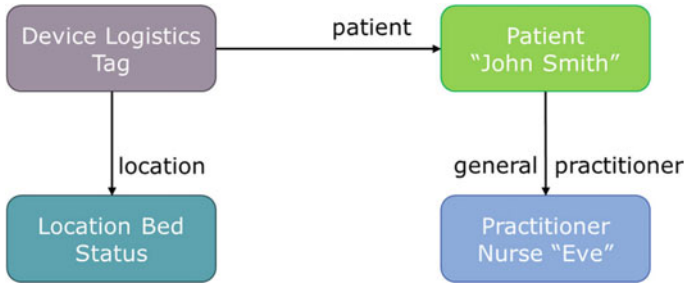 Device Logistics
Tag
patient
Patient
“John Smith”
location
general practitioner
Location Bed
Status
Practitioner
Nurse “Eve”